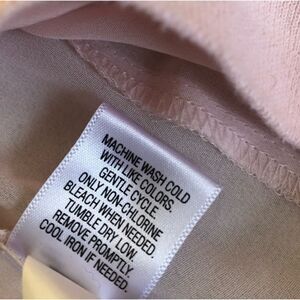 MACHINE WASH COLD
WITH LIKE COLORS.
GENTLE CYCLE.
ONLY NON-CHLORINE
BLEACH WHEN NEEDED.
TUMBLE DRY LOW.
REMOVE PROMPTLY.
COOL IRON IF NEEDED.